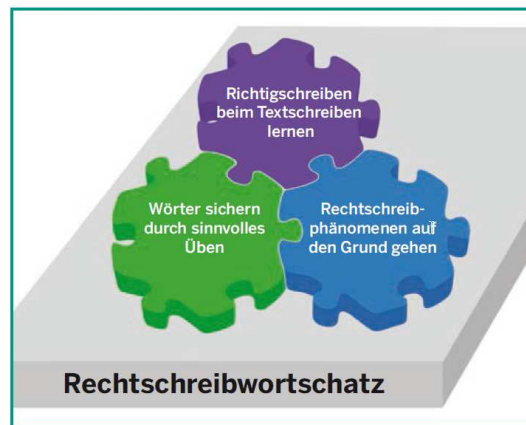 Richtigschreiben
beim Textschreiben
lernen
Wörter sichern
durch sinnvolles
Üben
Rechtschreib-
phänomenen auf
den Grund gehen
Rechtschreibwortschatz